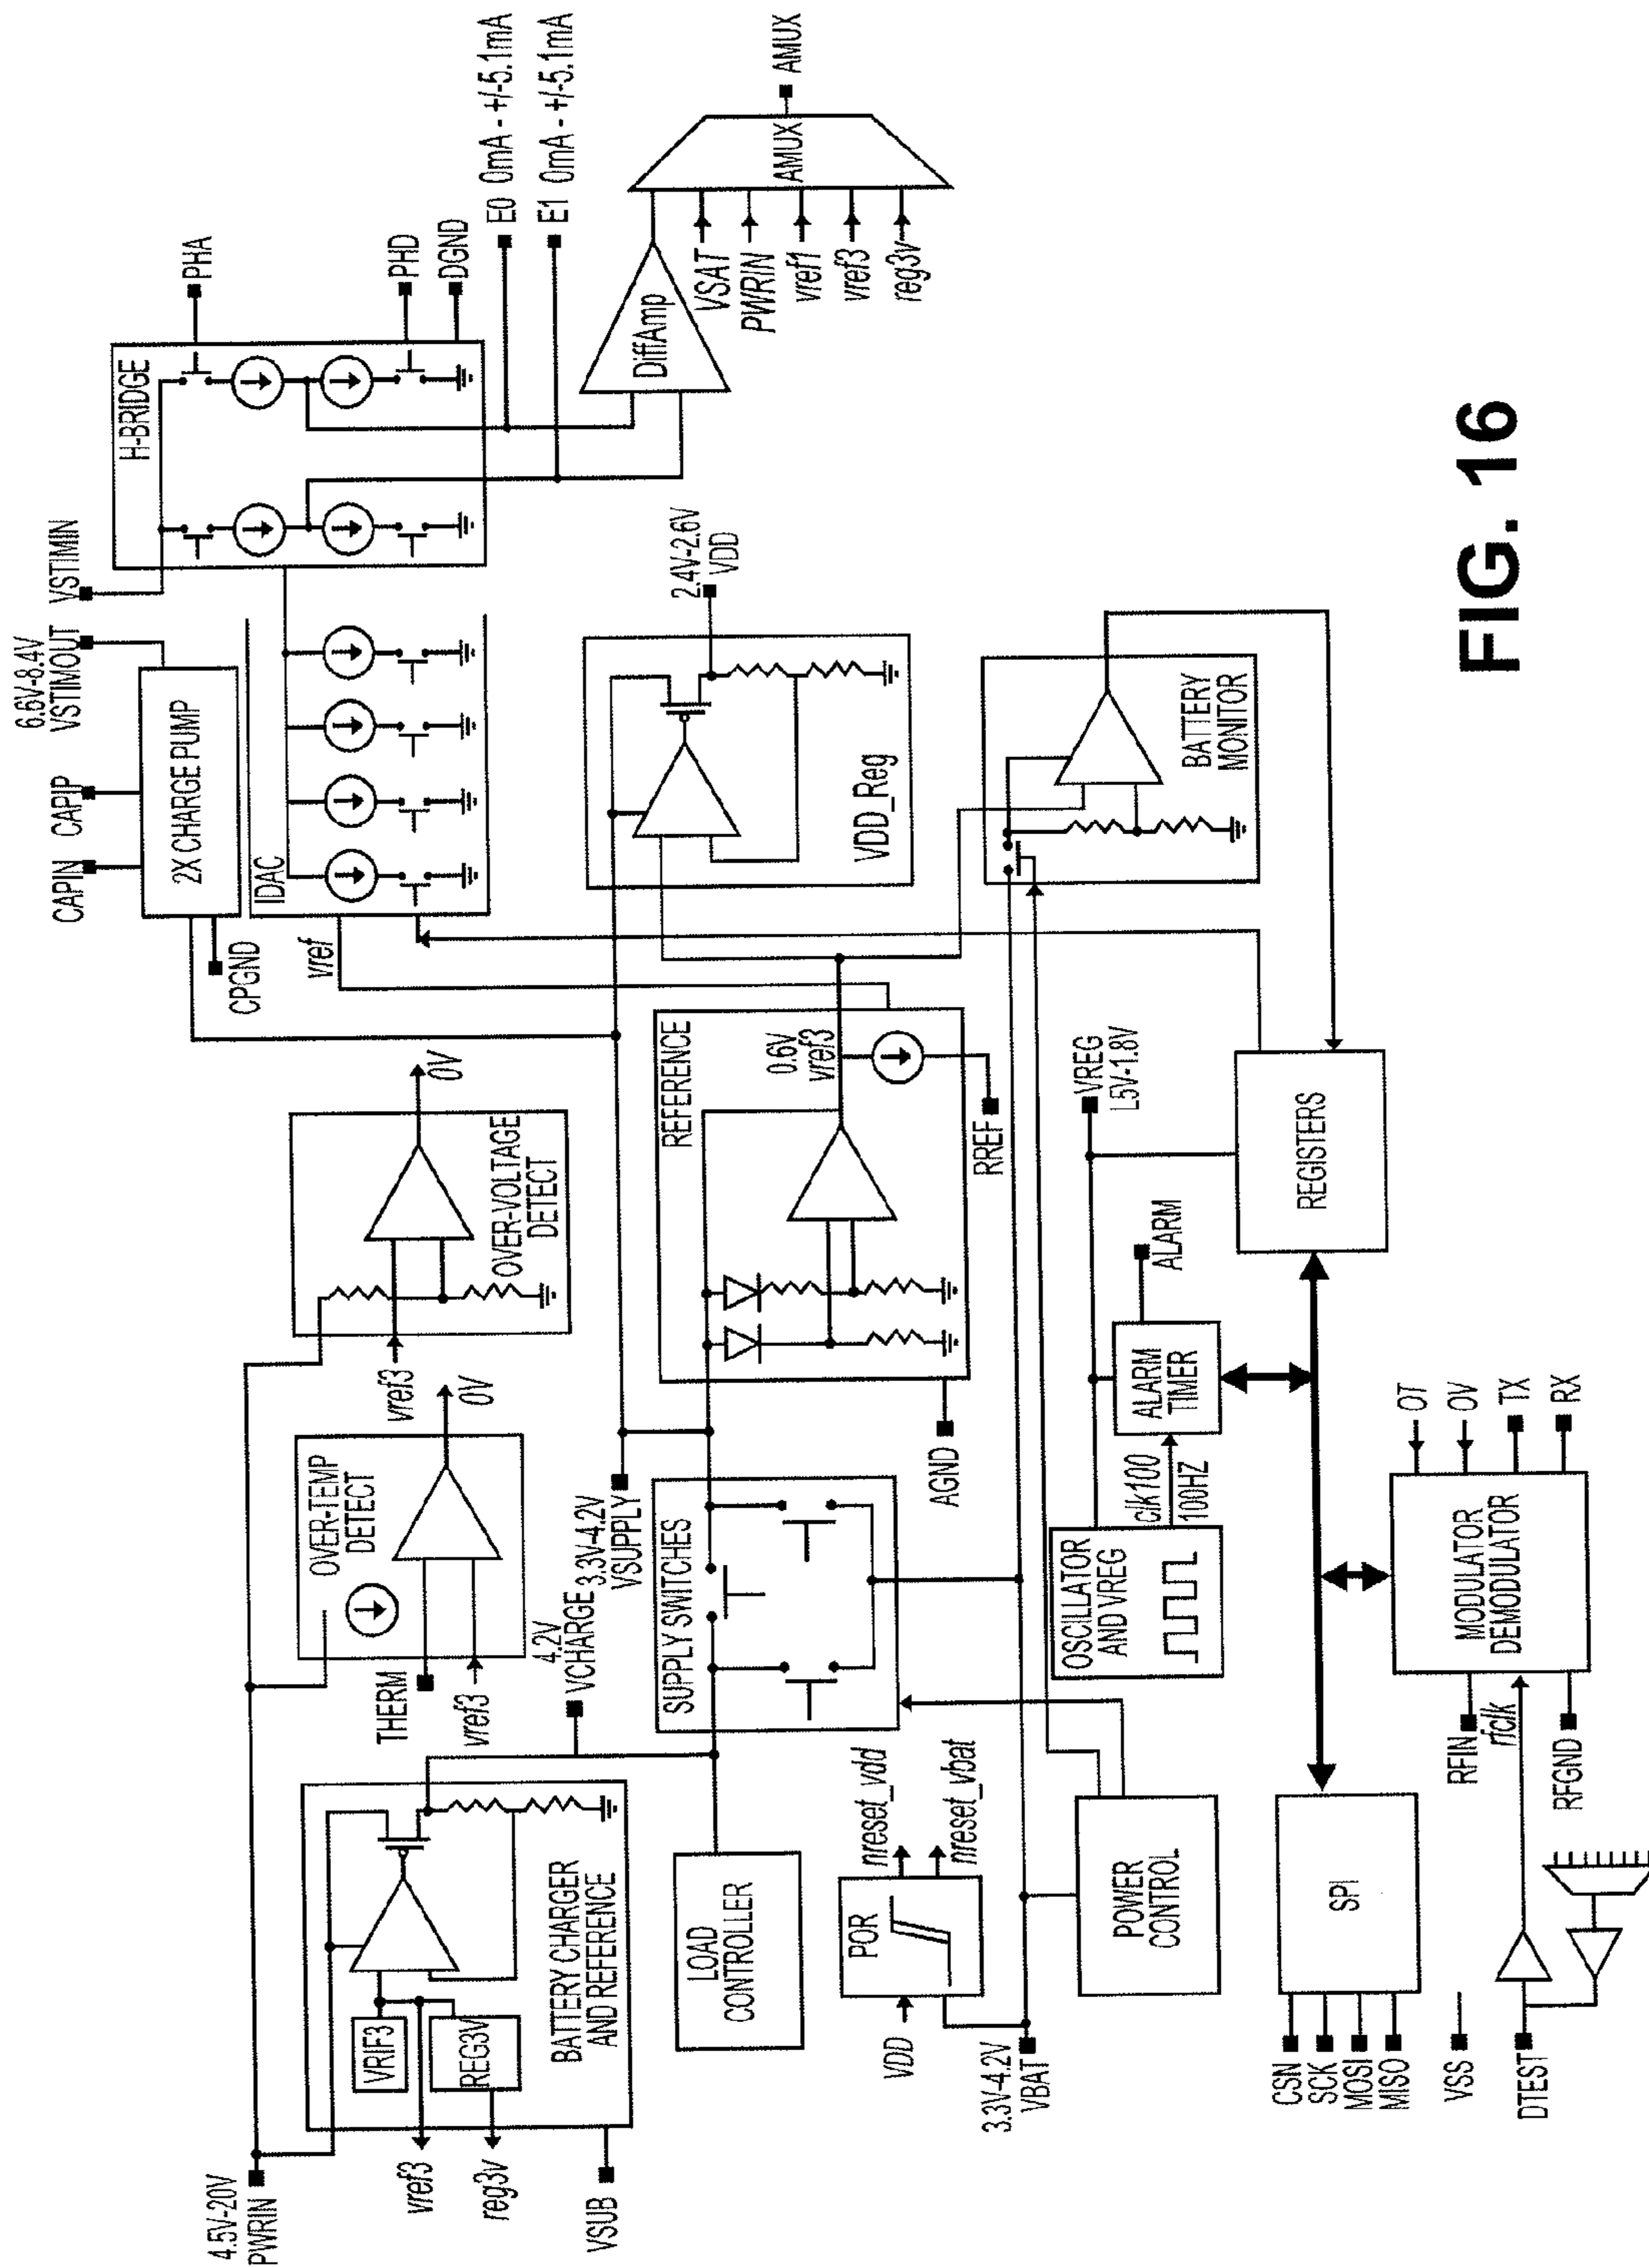 4.5V-20V
PWRIN
vref3
reg3v
VSUB
VRIF3
REG3V
BATTERY CHARGER
AND REFERENCE
THERM
vref3
OVER-TEMP
DETECT
0V
vref3
OVER-VOLTAGE
DETECT
0V
CPGND
CAPIN
CAPIP
6.6V-8.4V
VSTIMOUT
VSTIMIN
2X CHARGE PUMP
IDAC
vref
H-BRIDGE
PHA
PHD
DGND
E0 0mA - +/-5.1mA
E1 0mA - +/-5.1mA
DiffAmp
VSAT
PWRIN
vref1
vref3
reg3v
AMUX
AMUX
4.2V
VCHARGE
3.3V-4.2V
VSUPPLY
LOAD
CONTROLLER
SUPPLY SWITCHES
AGND
REFERENCE
0.6V
vref3
RREF
VDD_Reg
2.4V-2.6V
VDD
BATTERY
MONITOR
VDD
POR
nreset_vdd
nreset_vbat
3.3V-4.2V
VBAT
POWER
CONTROL
OSCILLATOR
AND VREG
clk100
100HZ
ALARM
TIMER
ALARM
VREG
L5V-1.8V
REGISTERS
CSN
SCK
MOSI
MISO
SPI
VSS
DTEST
RFIN
rfclk
RFGND
MODULATOR
DEMODULATOR
OT
OV
TX
RX
FIG. 16